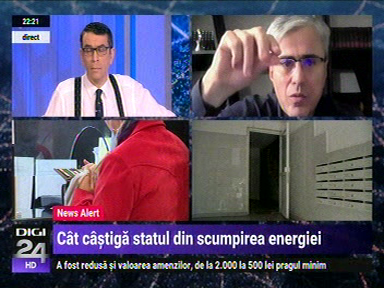 22:21
direct
News Alert
Cât câștigă statul din scumpirea energiei
DIGI
24
HD
A fost redusă și valoarea amenzilor, de la 2.000 la 500 lei pragul minim